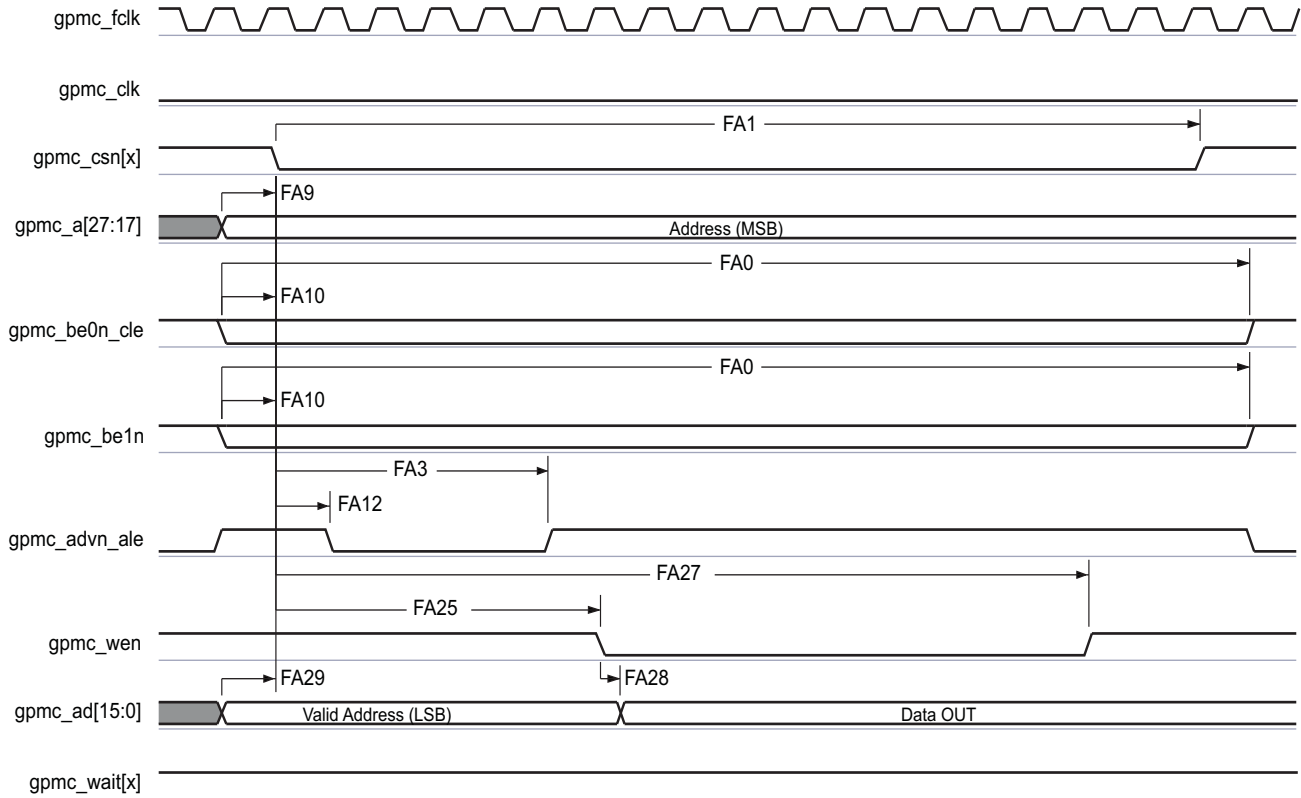 gpmc_fclk
gpmc_clk
FA1
gpmc_csn[x]
FA9
gpmc_a[27:17]
Address (MSB)
FA0
FA10
gpmc_be0n_cle
FA0
FA10
gpmc_be1n
FA3
FA12
gpmc_advn_ale
FA27
FA25
gpmc_wen
FA29
FA28
gpmc_ad[15:0]
Valid Address (LSB)
Data OUT
gpmc_wait[x]